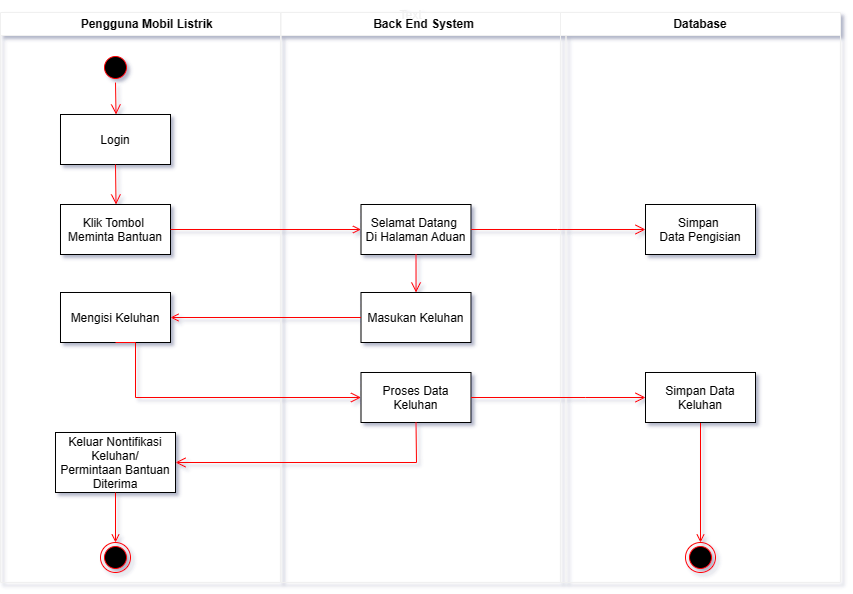 Pengguna Mobil Listrik
Back End System
Database
Login
Klik Tombol
Meminta Bantuan
Selamat Datang
Di Halaman Aduan
Simpan
Data Pengisian
Mengisi Keluhan
Masukan Keluhan
Proses Data
Keluhan
Simpan Data
Keluhan
Keluar Nontifikasi
Keluhan/
Permintaan Bantuan
Diterima